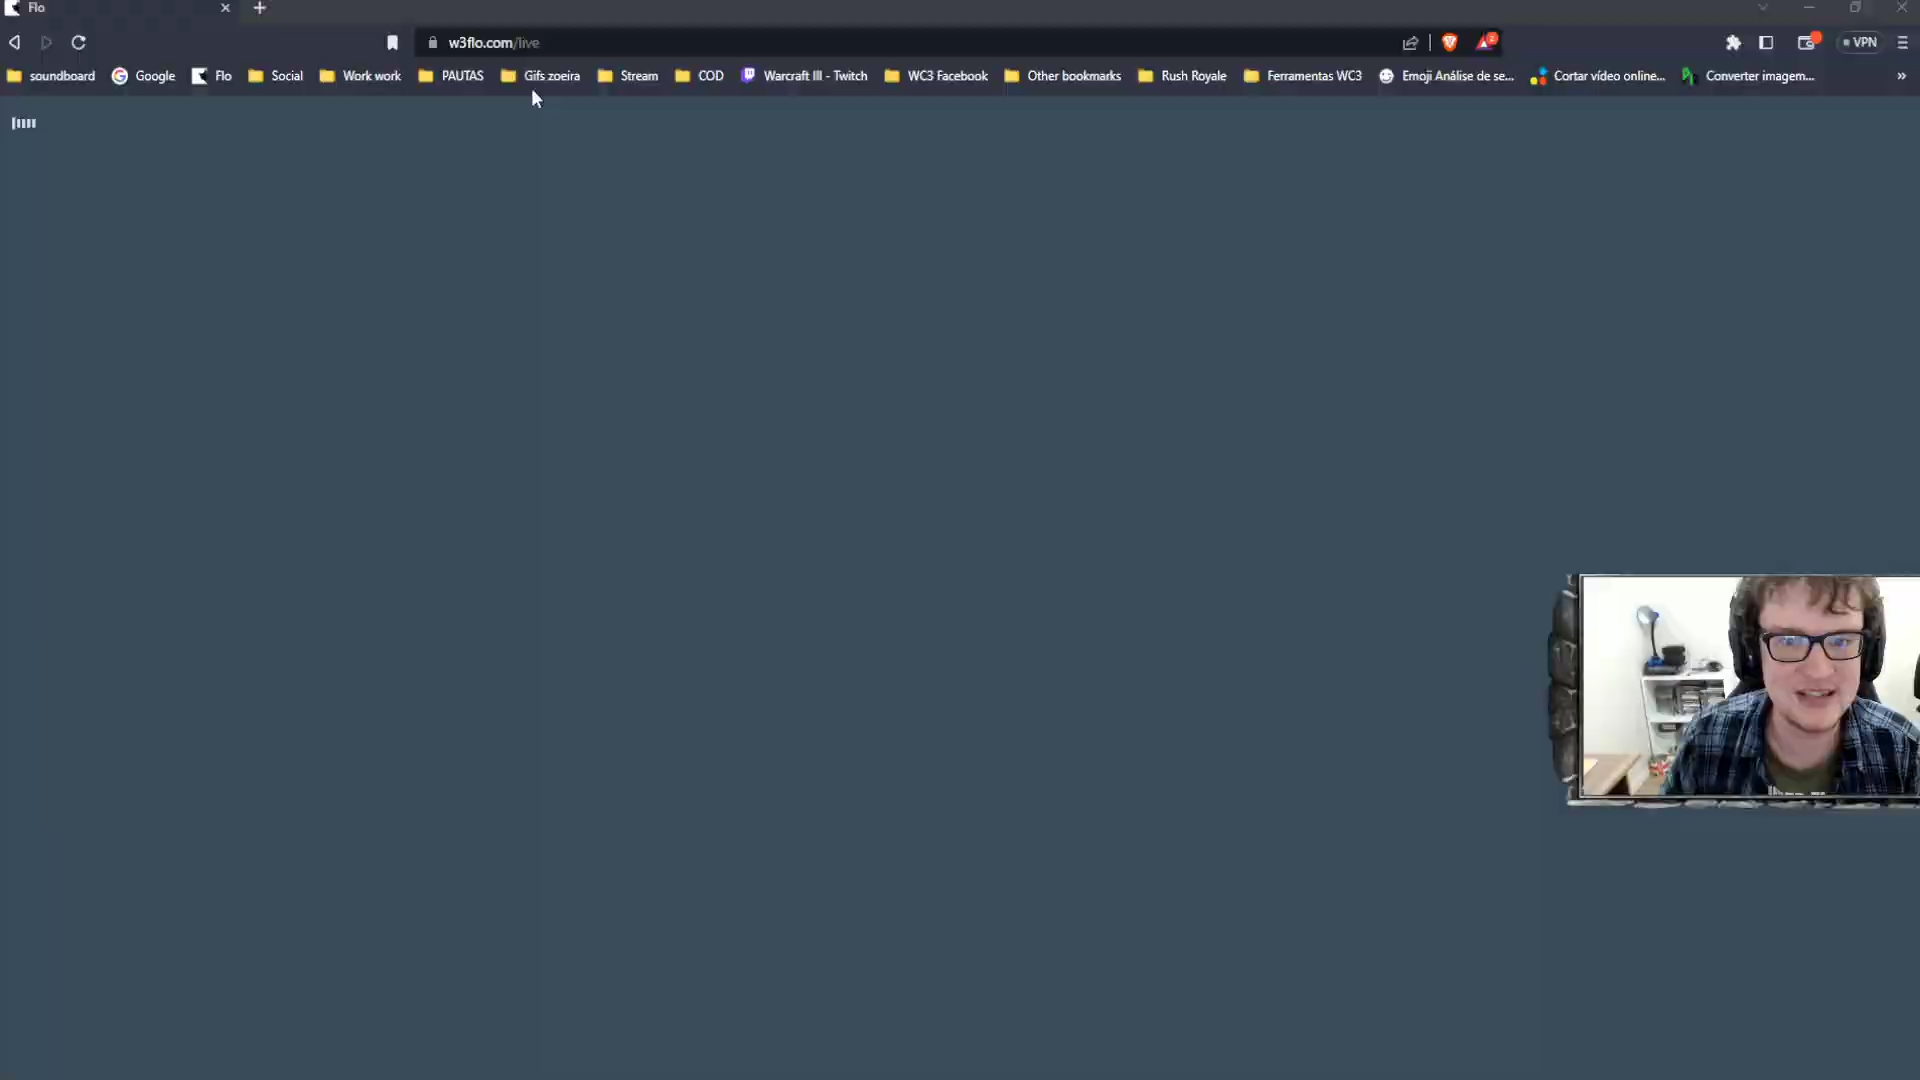 Flo
w3flo.com/live
2
VPN
soundboard Google Flo Social Work work PAUTAS Gifs zoeira Stream COD Warcraft III - Twitch WC3 Facebook Other bookmarks Rush Royale Ferramentas WC3 Emoji Análise de se... Cortar vídeo online... Converter imagem... »